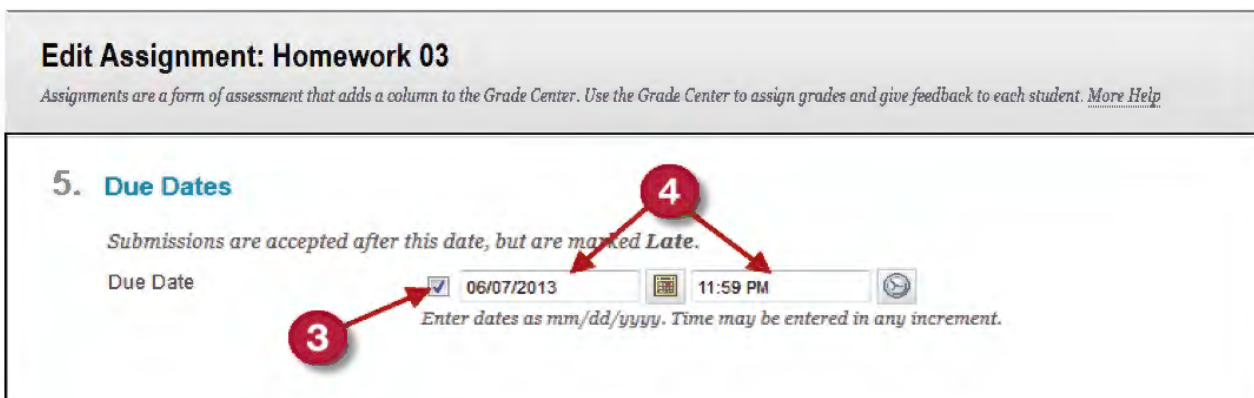 Edit Assignment: Homework 03
Assignments are a form of assessment that adds a column to the Grade Center. Use the Grade Center to assign grades and give feedback to each student. More Help
5. Due Dates
4
Submissions are accepted after this date, but are marked Late.
Due Date 06/07/2013 11:59 PM
Enter dates as mm/dd/yyyy. Time may be entered in any increment.
3